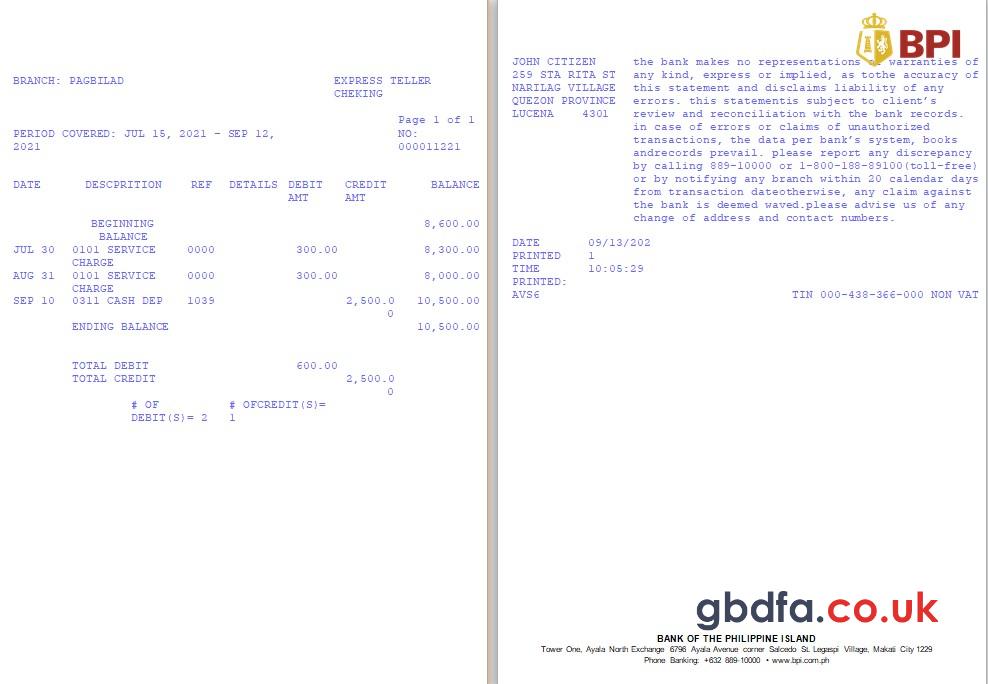 BRANCH: PAGBILAD EXPRESS TELLER
CHEKING
Page 1 of 1
PERIOD COVERED: JUL 15, 2021 – SEP 12, NO:
2021 000011221
DATE DESCPRITION REF DETAILS DEBIT CREDIT BALANCE
AMT AMT
BEGINNING 8,600.00
BALANCE
JUL 30 0101 SERVICE 0000 300.00 8,300.00
CHARGE
AUG 31 0101 SERVICE 0000 300.00 8,000.00
CHARGE
SEP 10 0311 CASH DEP 1039 2,500.0 10,500.00
0
ENDING BALANCE 10,500.00
TOTAL DEBIT 600.00
TOTAL CREDIT 2,500.0
0
# OF # OFCREDIT(S)=
DEBIT(S)= 2 1
BPI
JOHN CITIZEN
259 STA RITA ST
NARILAG VILLAGE
QUEZON PROVINCE
LUCENA 4301
the bank makes no representations or warranties of
any kind, express or implied, as tothe accuracy of
this statement and disclaims liability of any
errors. this statementis subject to client's
review and reconciliation with the bank records.
in case of errors or claims of unauthorized
transactions, the data per bank's system, books
andrecords prevail. please report any discrepancy
by calling 889-10000 or 1-800-188-89100(toll-free)
or by notifying any branch within 20 calendar days
from transaction dateotherwise, any claim against
the bank is deemed waved.please advise us of any
change of address and contact numbers.
DATE 09/13/202
PRINTED 1
TIME 10:05:29
PRINTED:
AVS6 TIN 000-438-366-000 NON VAT
gbdfa.co.uk
BANK OF THE PHILIPPINE ISLAND
Tower One, Ayala North Exchange 6796 Ayala Avenue corner Salcedo St. Legaspi Village, Makati City 1229
Phone Banking: +632 889-10000 • www.bpi.com.ph